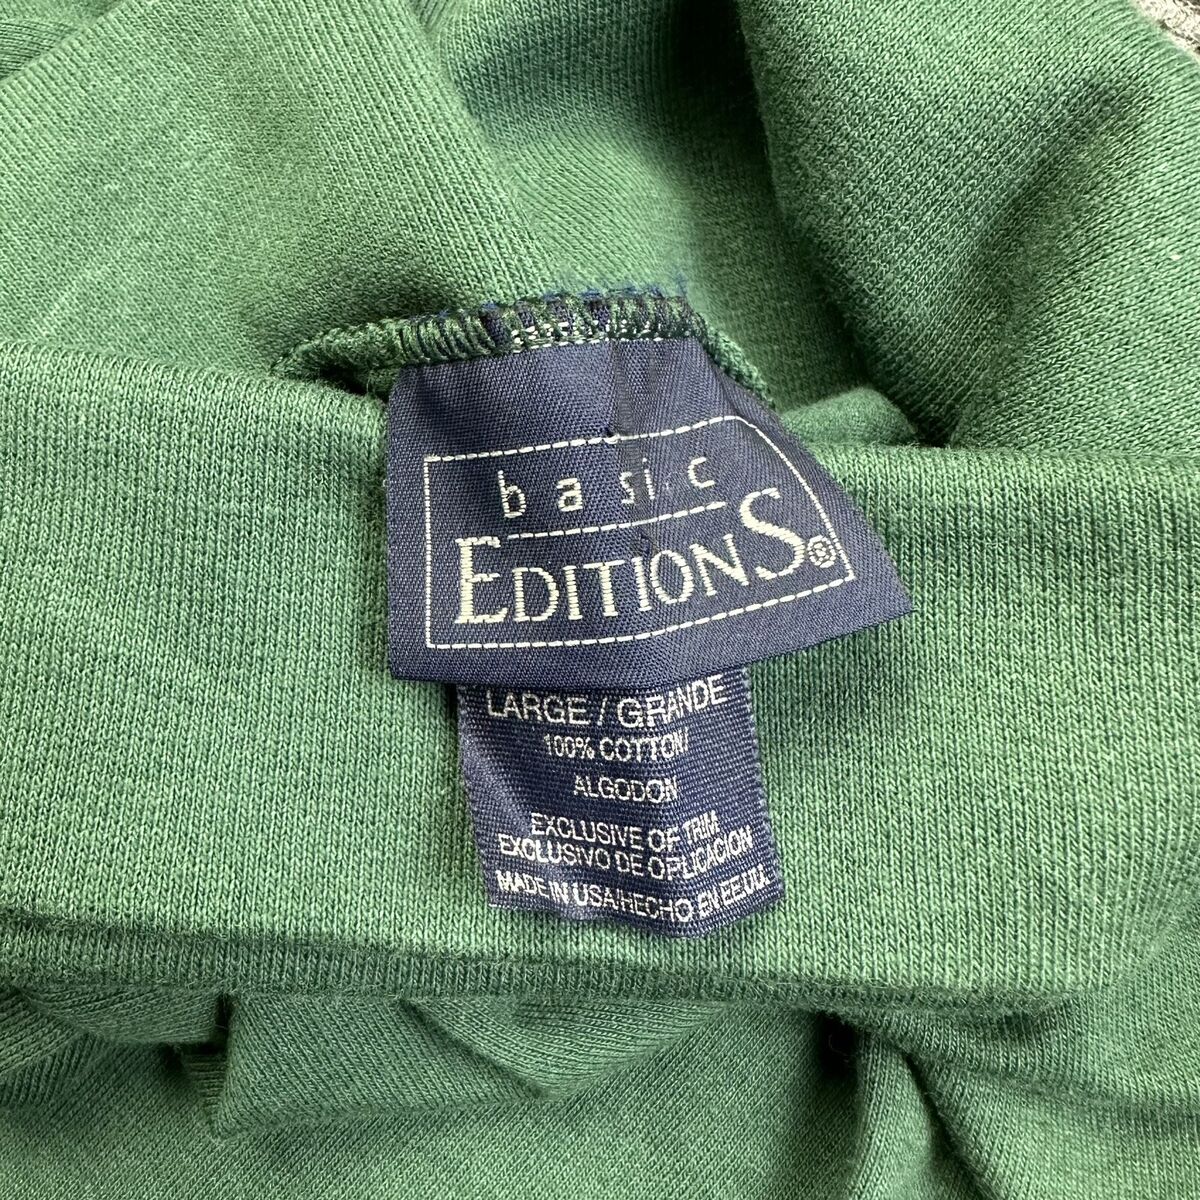 basic
EDITIONS®
LARGE / GRANDE
100% COTTON/
ALGODON
EXCLUSIVE OF TRIM
EXCLUSIVO DE OPLICACION
MADE IN USA/HECHO EN EE.UU.